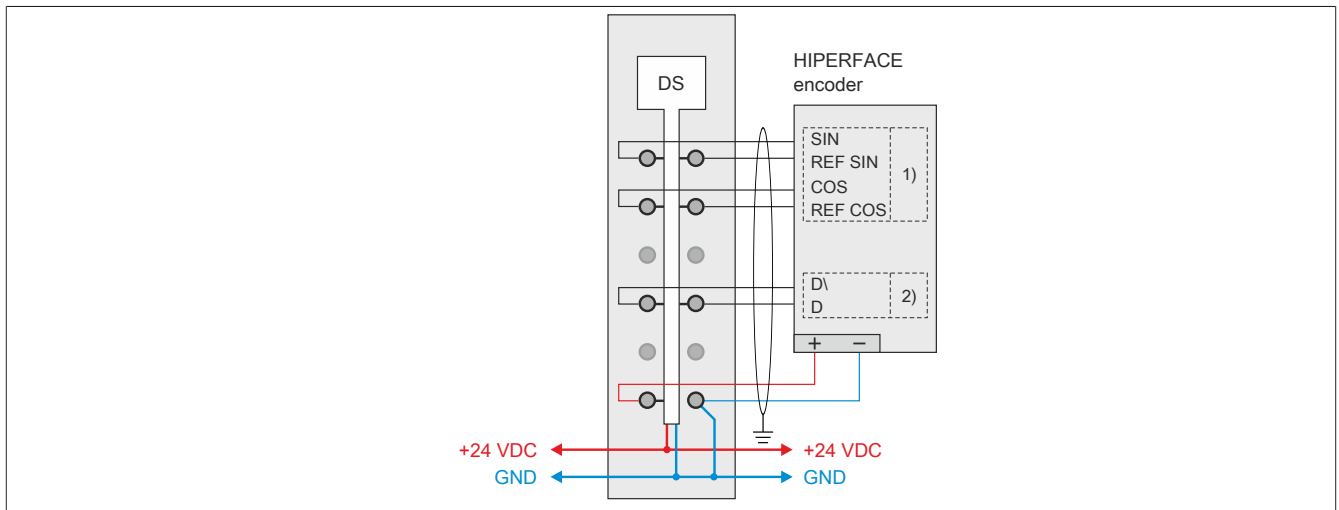 HIPERFACE
encoder
DS
SIN
REF SIN
COS
REF COS
1)
D\
D
2)
+ −
+24 VDC +24 VDC
GND GND